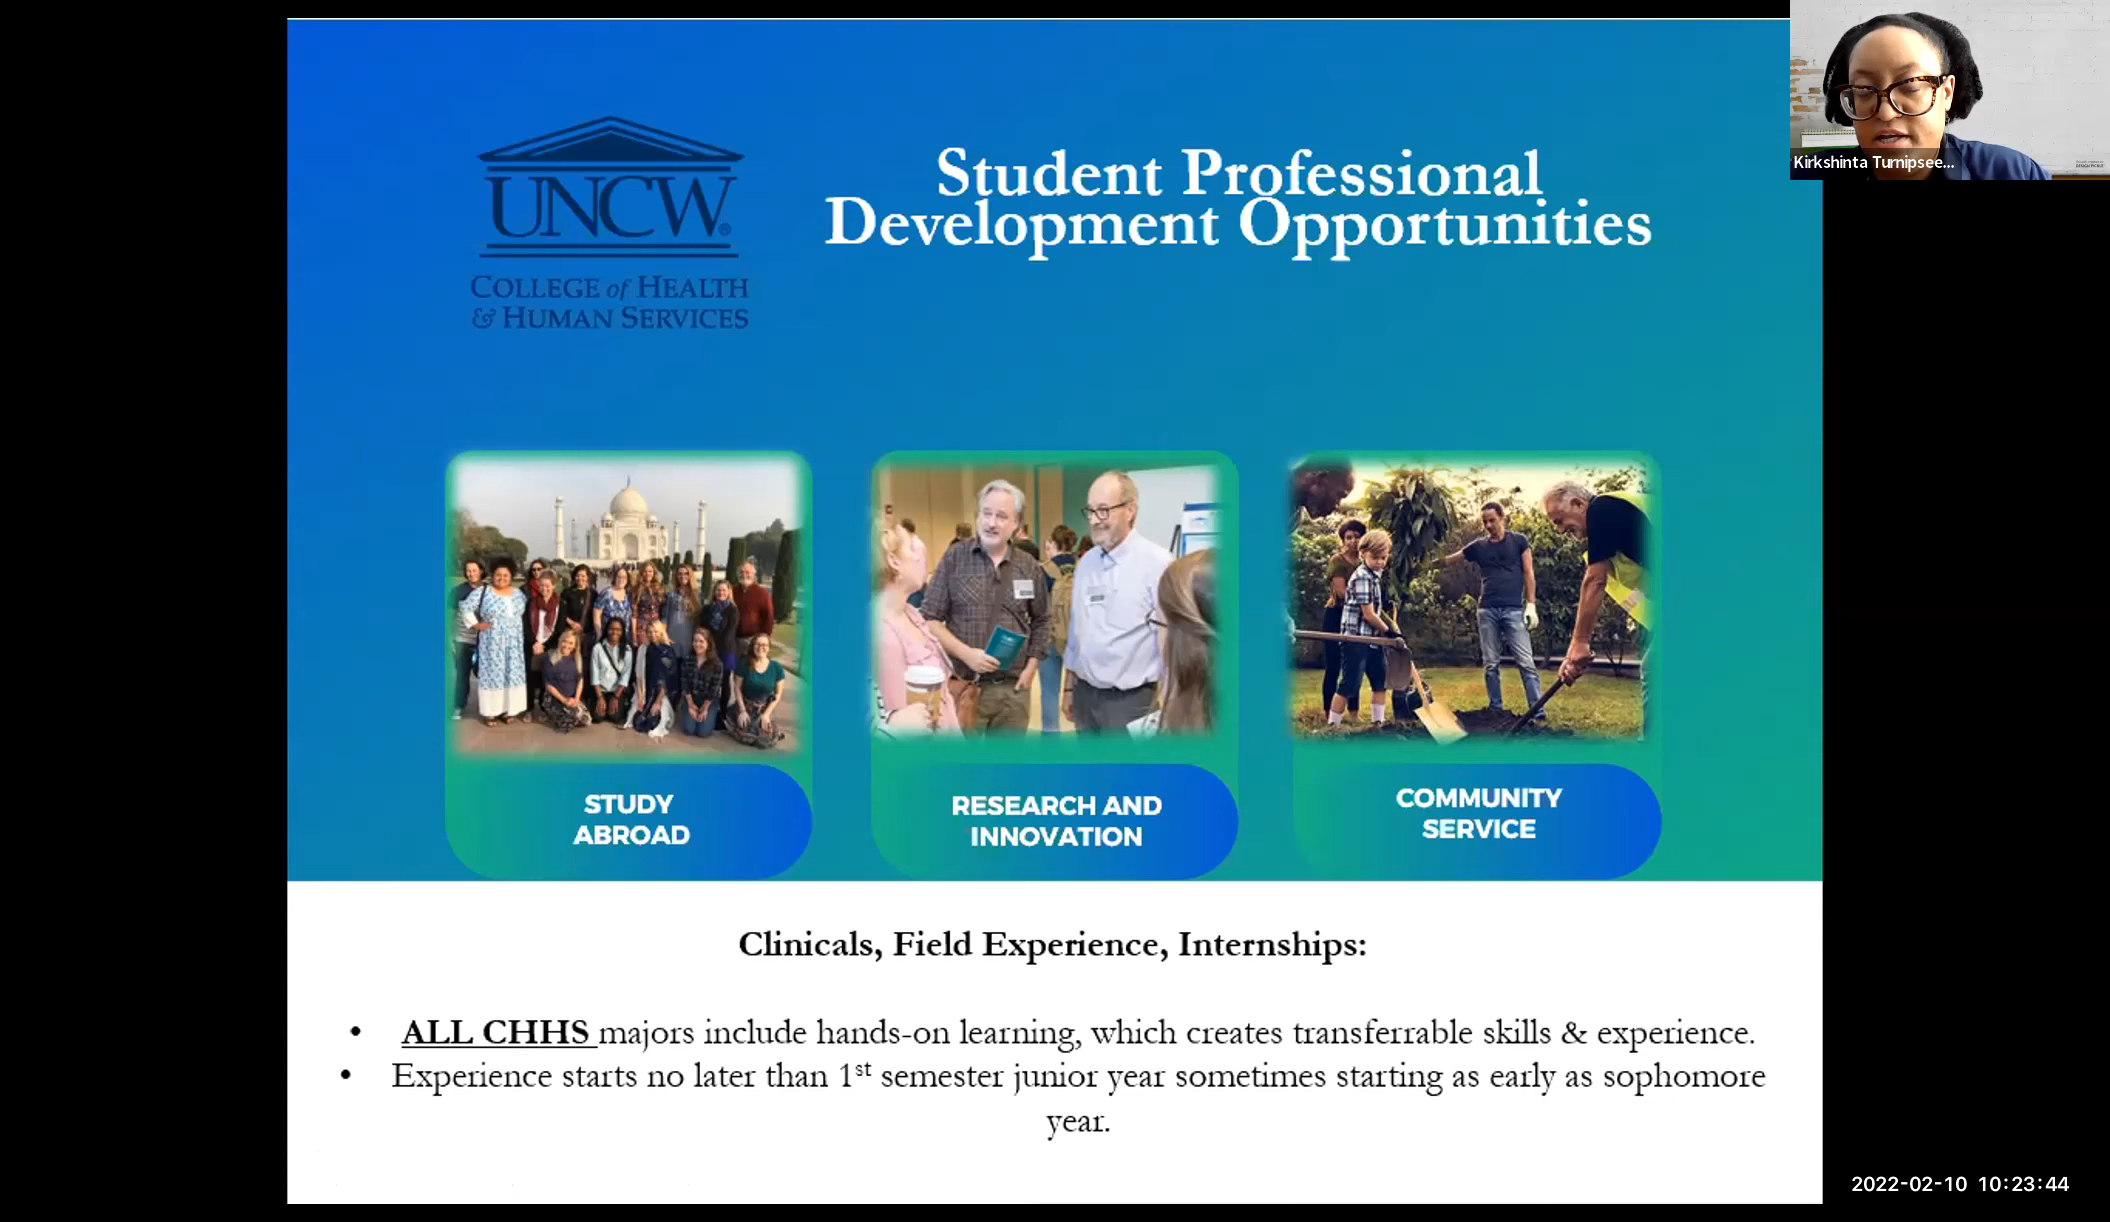 UNCW®
COLLEGE of HEALTH
& HUMAN SERVICES
Student Professional
Development Opportunities
Kirkshinta Turnipsee...
STUDY
ABROAD
RESEARCH AND
INNOVATION
COMMUNITY
SERVICE
Clinicals, Field Experience, Internships:
• ALL CHHS majors include hands-on learning, which creates transferrable skills & experience.
• Experience starts no later than 1st semester junior year sometimes starting as early as sophomore
year.
2022-02-10 10:23:44